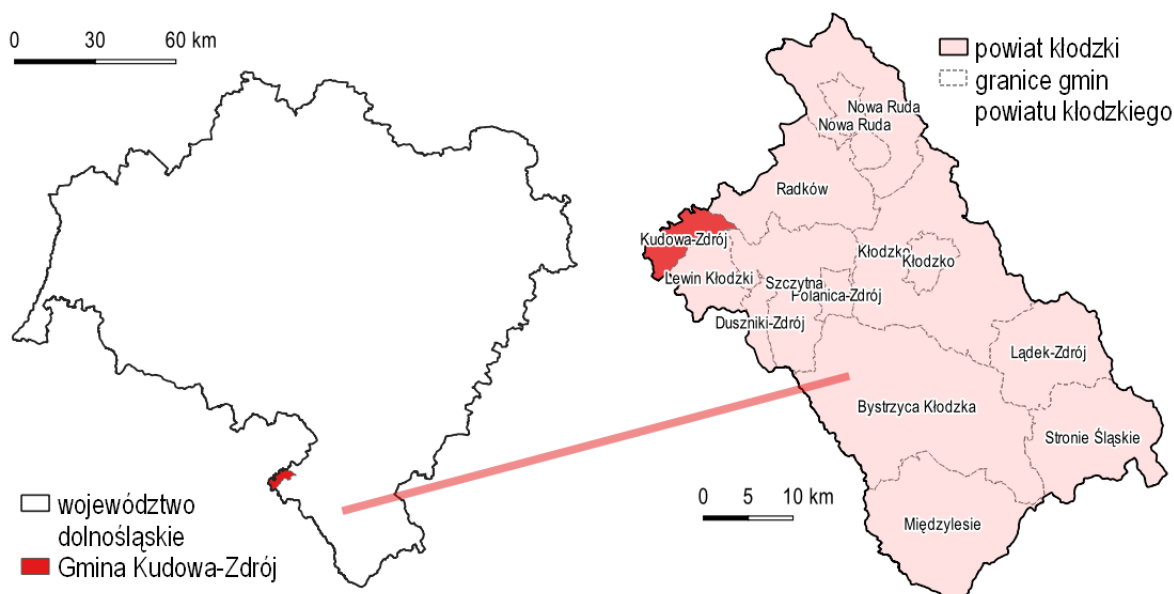 0 30 60 km
województwo
dolnośląskie
Gmina Kudowa-Zdrój
powiat kłodzki
granice gmin
powiatu kłodzkiego
Nowa Ruda
Nowa Ruda
Radków
Kudowa-Zdrój
Kłodzko
Kłodzko
Lewin Kłodzki
Szczytna
Polanica-Zdrój
Duszniki-Zdrój
Lądek-Zdrój
Bystrzyca Kłodzka
Stronie Śląskie
0 5 10 km
Międzylesie